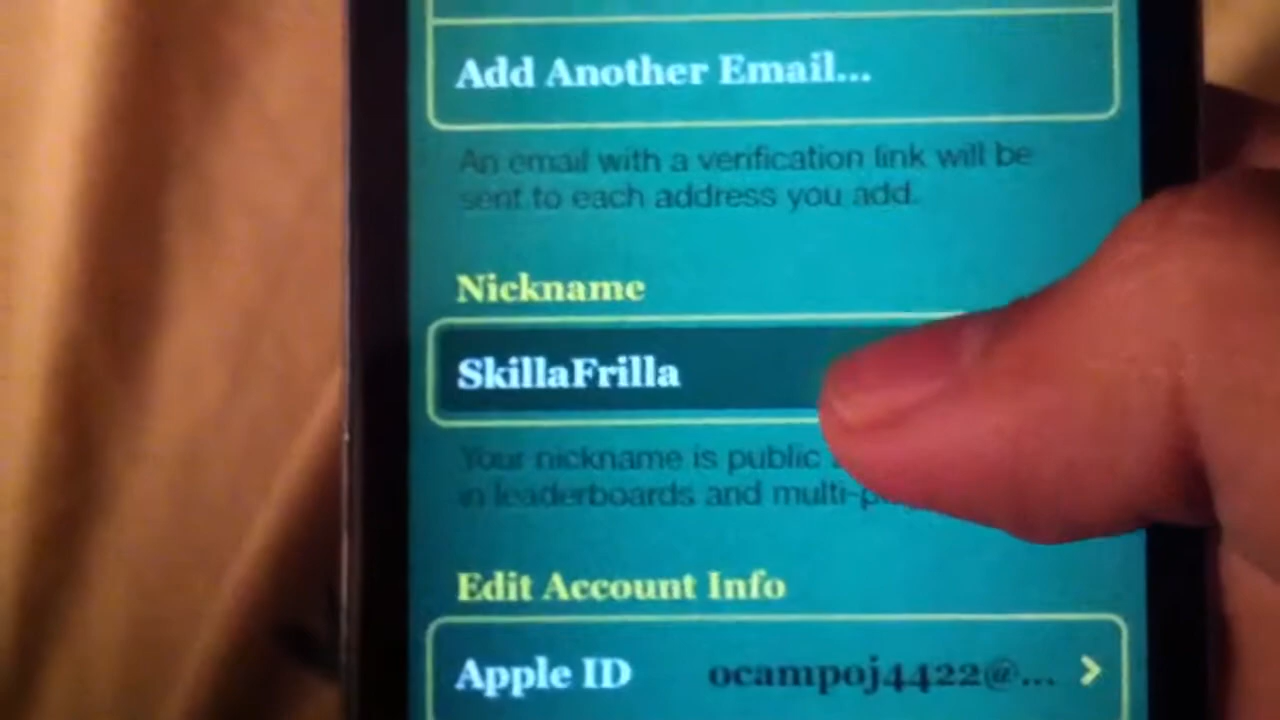 Add Another Email...
An email with a verification link will be
sent to each address you add.
Nickname
SkillaFrilla
Your nickname is public
in leaderboards and multi-
Edit Account Info
Apple ID ocampoj4422@... >